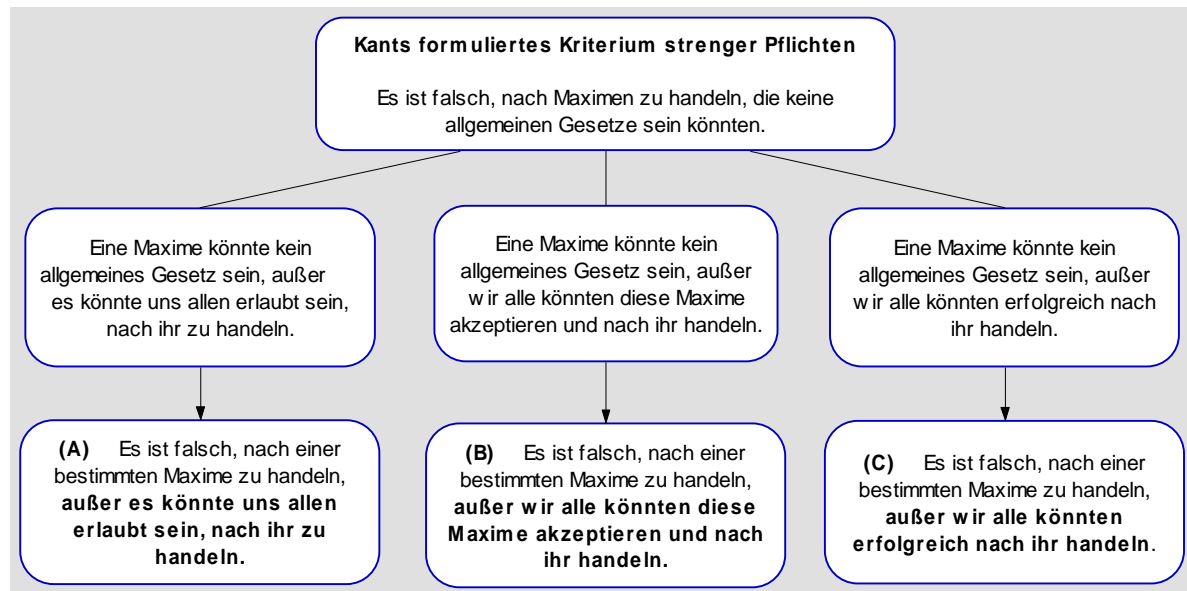 Kants formuliertes Kriterium strenger Pflichten
Es ist falsch, nach Maximen zu handeln, die keine
allgemeinen Gesetze sein könnten.
Eine Maxime könnte kein
allgemeines Gesetz sein, außer
es könnte uns allen erlaubt sein,
nach ihr zu handeln.
Eine Maxime könnte kein
allgemeines Gesetz sein, außer
wir alle könnten diese Maxime
akzeptieren und nach ihr handeln.
Eine Maxime könnte kein
allgemeines Gesetz sein, außer
wir alle könnten erfolgreich nach
ihr handeln.
(A) Es ist falsch, nach einer
bestimmten Maxime zu handeln,
außer es könnte uns allen
erlaubt sein, nach ihr zu
handeln.
(B) Es ist falsch, nach einer
bestimmten Maxime zu handeln,
außer wir alle könnten diese
Maxime akzeptieren und nach
ihr handeln.
(C) Es ist falsch, nach einer
bestimmten Maxime zu handeln,
außer wir alle könnten
erfolgreich nach ihr handeln.